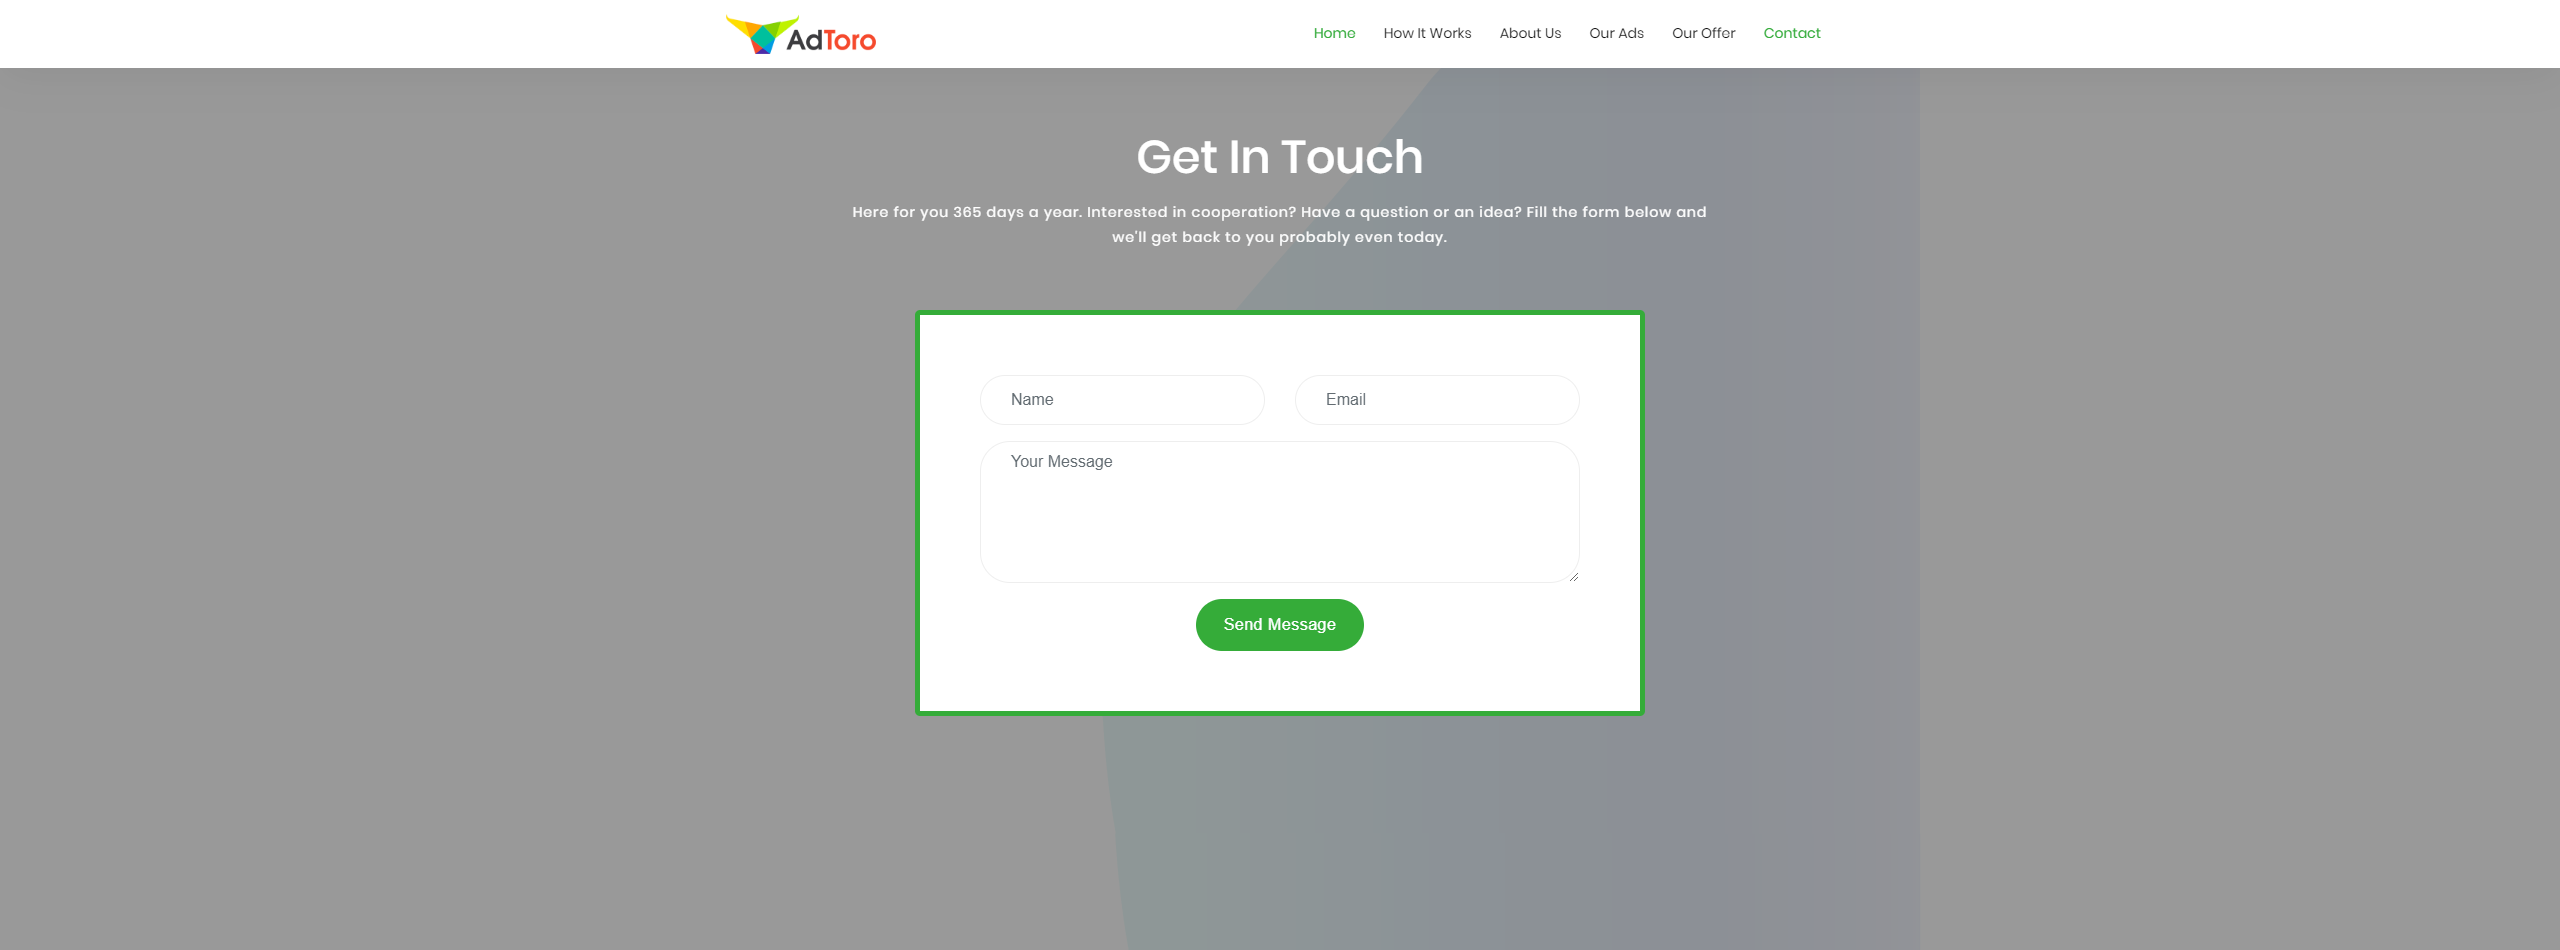 AdToro
Home How It Works About Us Our Ads Our Offer Contact
Get In Touch
Here for you 365 days a year. Interested in cooperation? Have a question or an idea? Fill the form below and
we'll get back to you probably even today.
Name Email
Your Message
Send Message